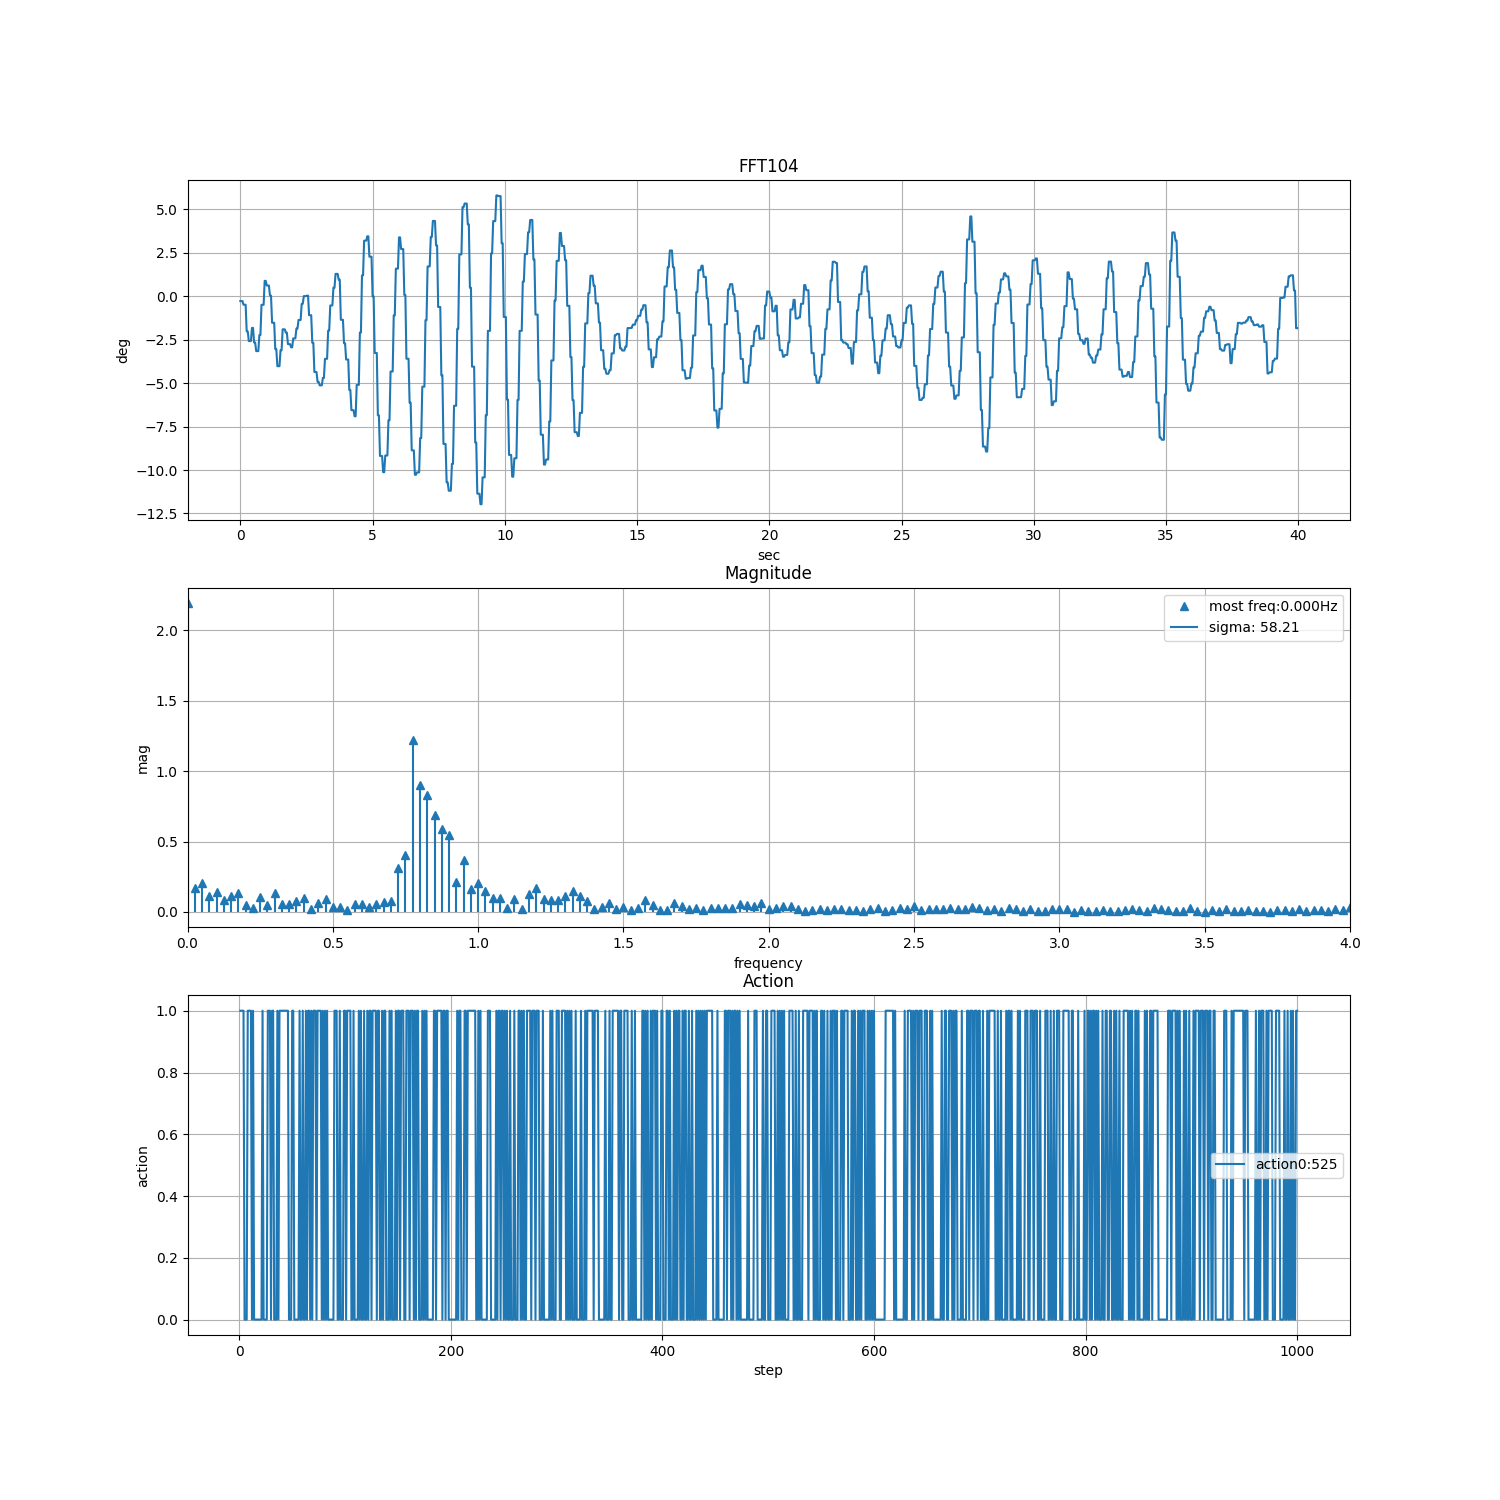 FFT104
5.0
2.5
0.0
−2.5
−5.0
−7.5
−10.0
−12.5
deg
0 5 10 15 20 25 30 35 40
sec
Magnitude
most freq:0.000Hz
sigma: 58.21
2.0
1.5
1.0
0.5
0.0
mag
0.0 0.5 1.0 1.5 2.0 2.5 3.0 3.5 4.0
frequency
Action
1.0
0.8
0.6
0.4
0.2
0.0
action
action0:525
0 200 400 600 800 1000
step